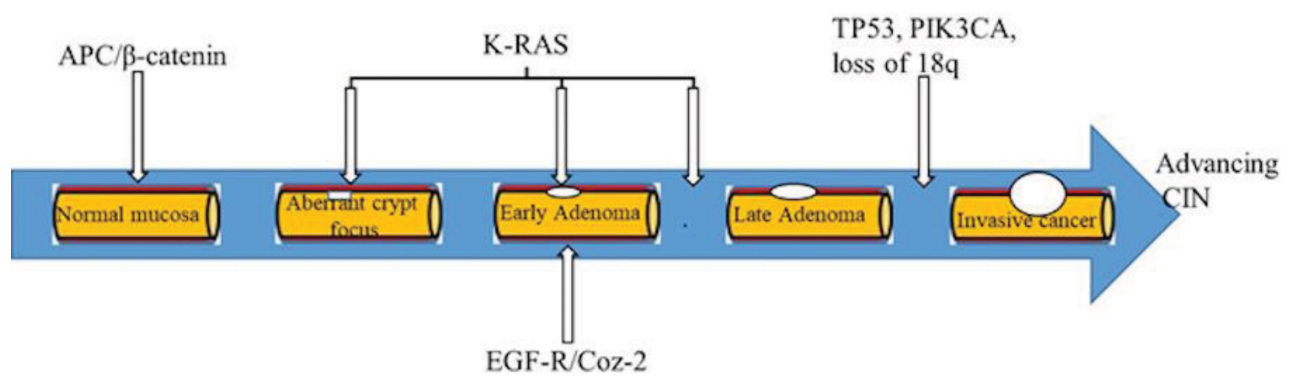 APC/β-catenin
K-RAS
TP53, PIK3CA,
loss of 18q
Advancing
CIN
Normal mucosa
Aberrant crypt
focus
Early Adenoma
Late Adenoma
Invasive cancer
EGF-R/Coz-2